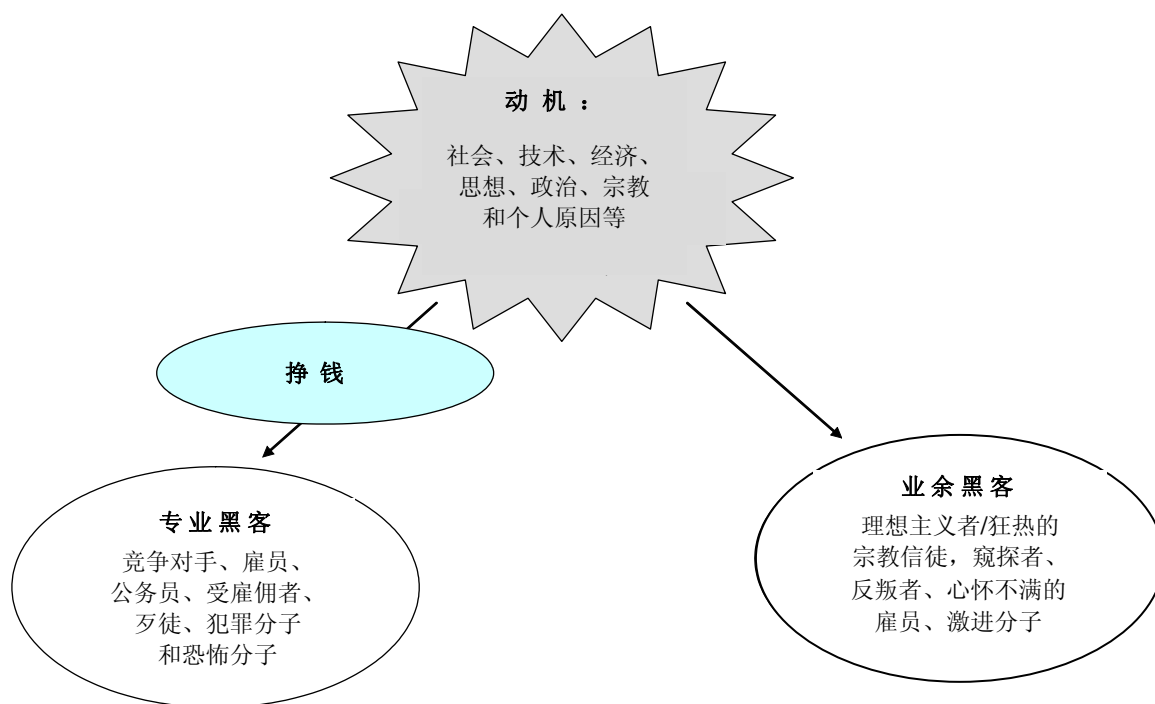 动 机 ：
社会、技术、经济、
思想、政治、宗教
和个人原因等
挣 钱
专 业 黑 客
竞争对手、雇员、
公务员、受雇佣者、
歹徒、犯罪分子
和恐怖分子
业 余 黑 客
理想主义者/狂热的
宗教信徒，窥探者、
反叛者、心怀不满的
雇员、激进分子